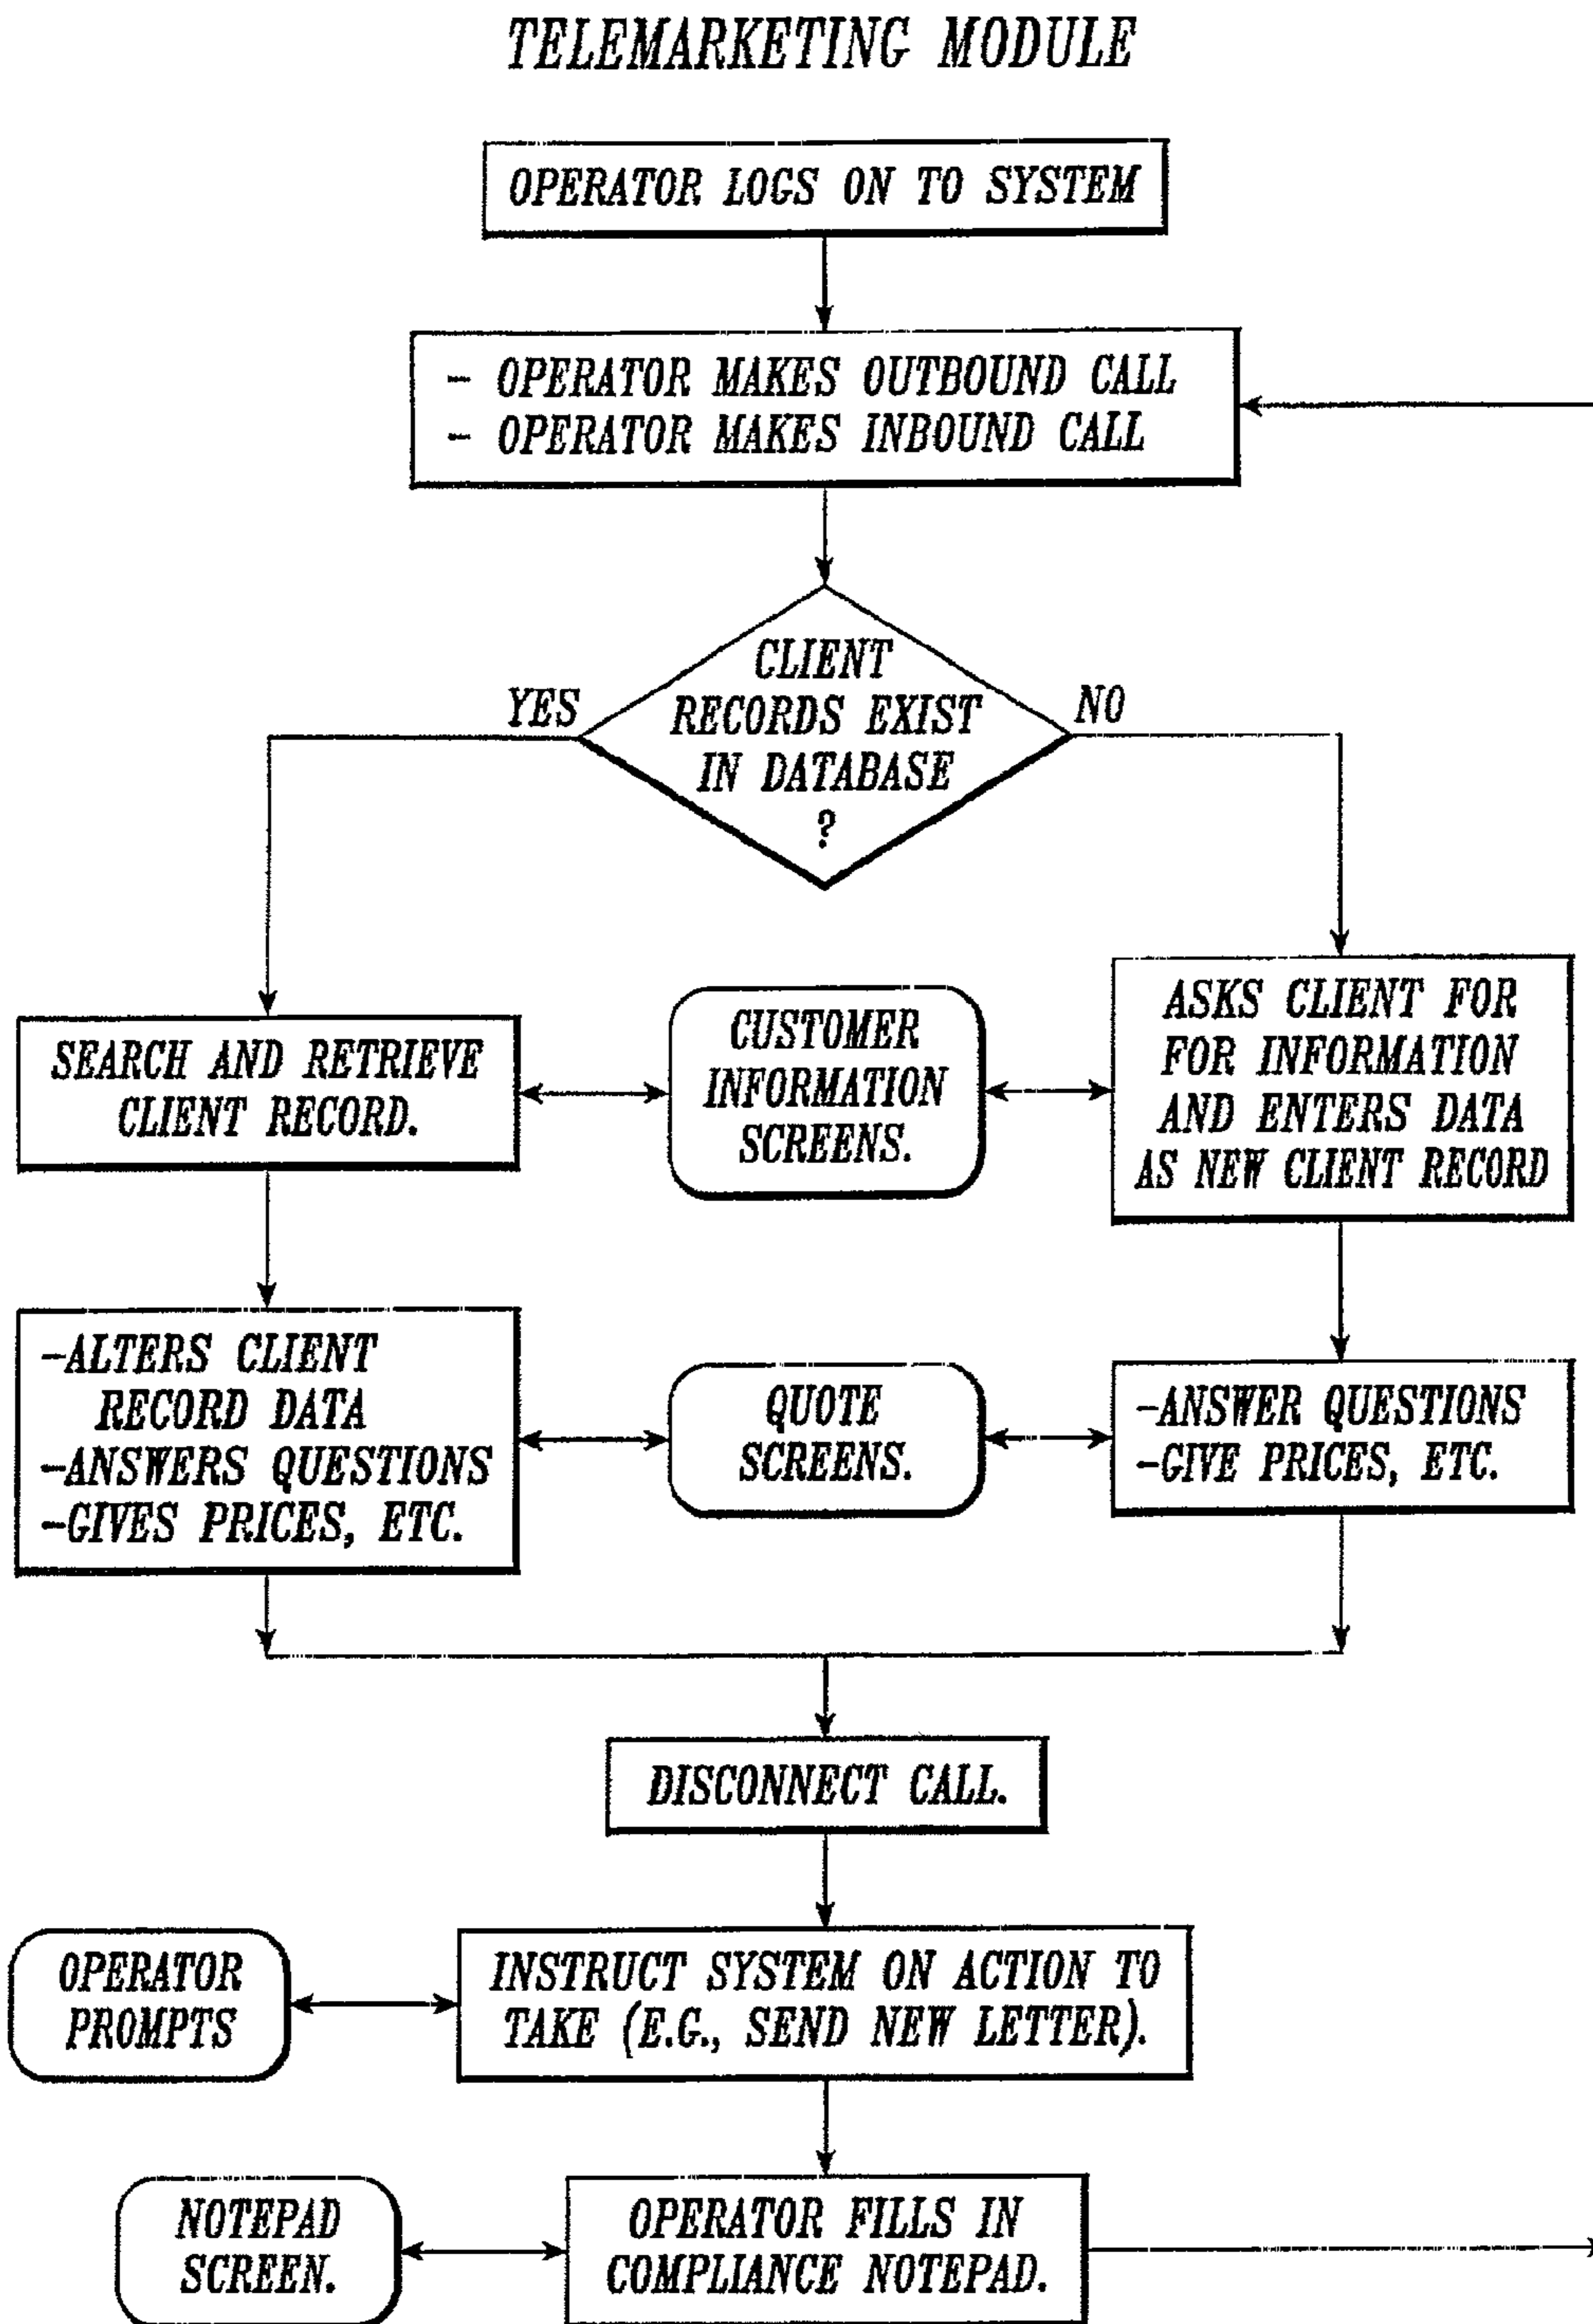 TELEMARKETING MODULE
OPERATOR LOGS ON TO SYSTEM
- OPERATOR MAKES OUTBOUND CALL
- OPERATOR MAKES INBOUND CALL
CLIENT
RECORDS EXIST
IN DATABASE
?
YES
NO
SEARCH AND RETRIEVE
CLIENT RECORD.
CUSTOMER
INFORMATION
SCREENS.
ASKS CLIENT FOR
FOR INFORMATION
AND ENTERS DATA
AS NEW CLIENT RECORD
-ALTERS CLIENT
RECORD DATA
-ANSWERS QUESTIONS
-GIVES PRICES, ETC.
QUOTE
SCREENS.
-ANSWER QUESTIONS
-GIVE PRICES, ETC.
DISCONNECT CALL.
OPERATOR
PROMPTS
INSTRUCT SYSTEM ON ACTION TO
TAKE (E.G., SEND NEW LETTER).
NOTEPAD
SCREEN.
OPERATOR FILLS IN
COMPLIANCE NOTEPAD.